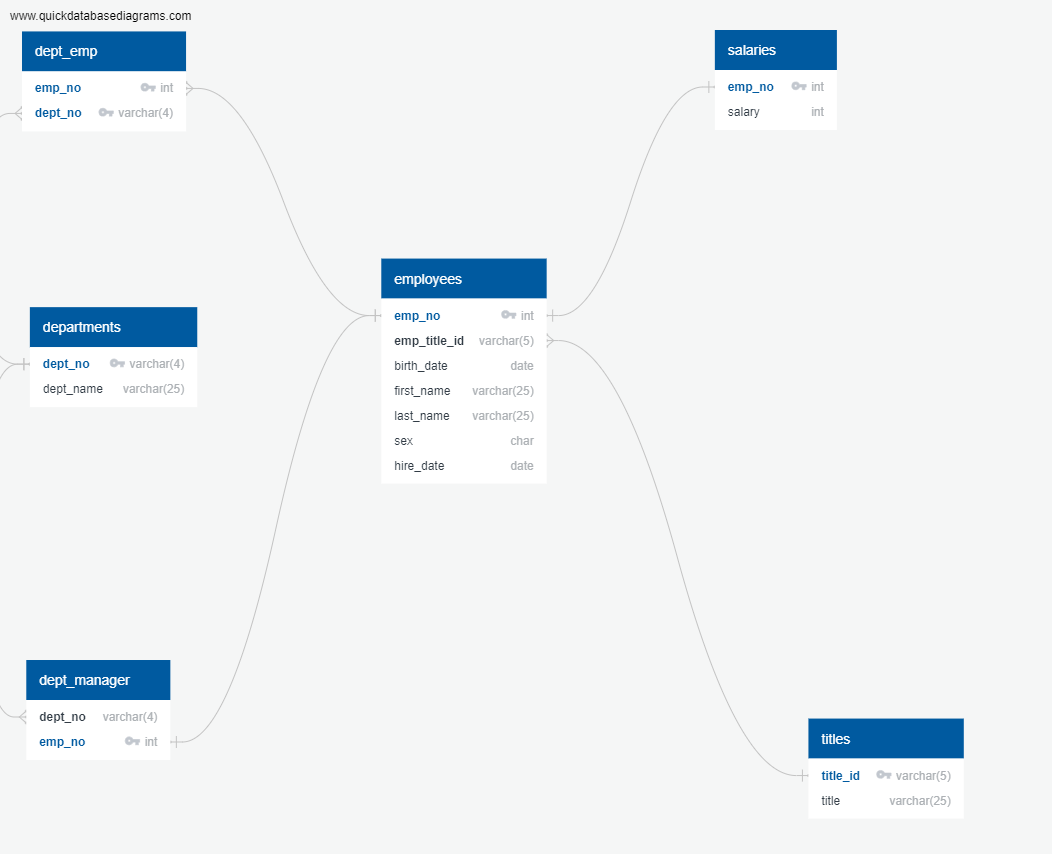 www.quickdatabasediagrams.com
dept_emp
emp_no int
dept_no varchar(4)
salaries
emp_no int
salary int
employees
emp_no int
emp_title_id varchar(5)
birth_date date
first_name varchar(25)
last_name varchar(25)
sex char
hire_date date
departments
dept_no varchar(4)
dept_name varchar(25)
dept_manager
dept_no varchar(4)
emp_no int
titles
title_id varchar(5)
title varchar(25)